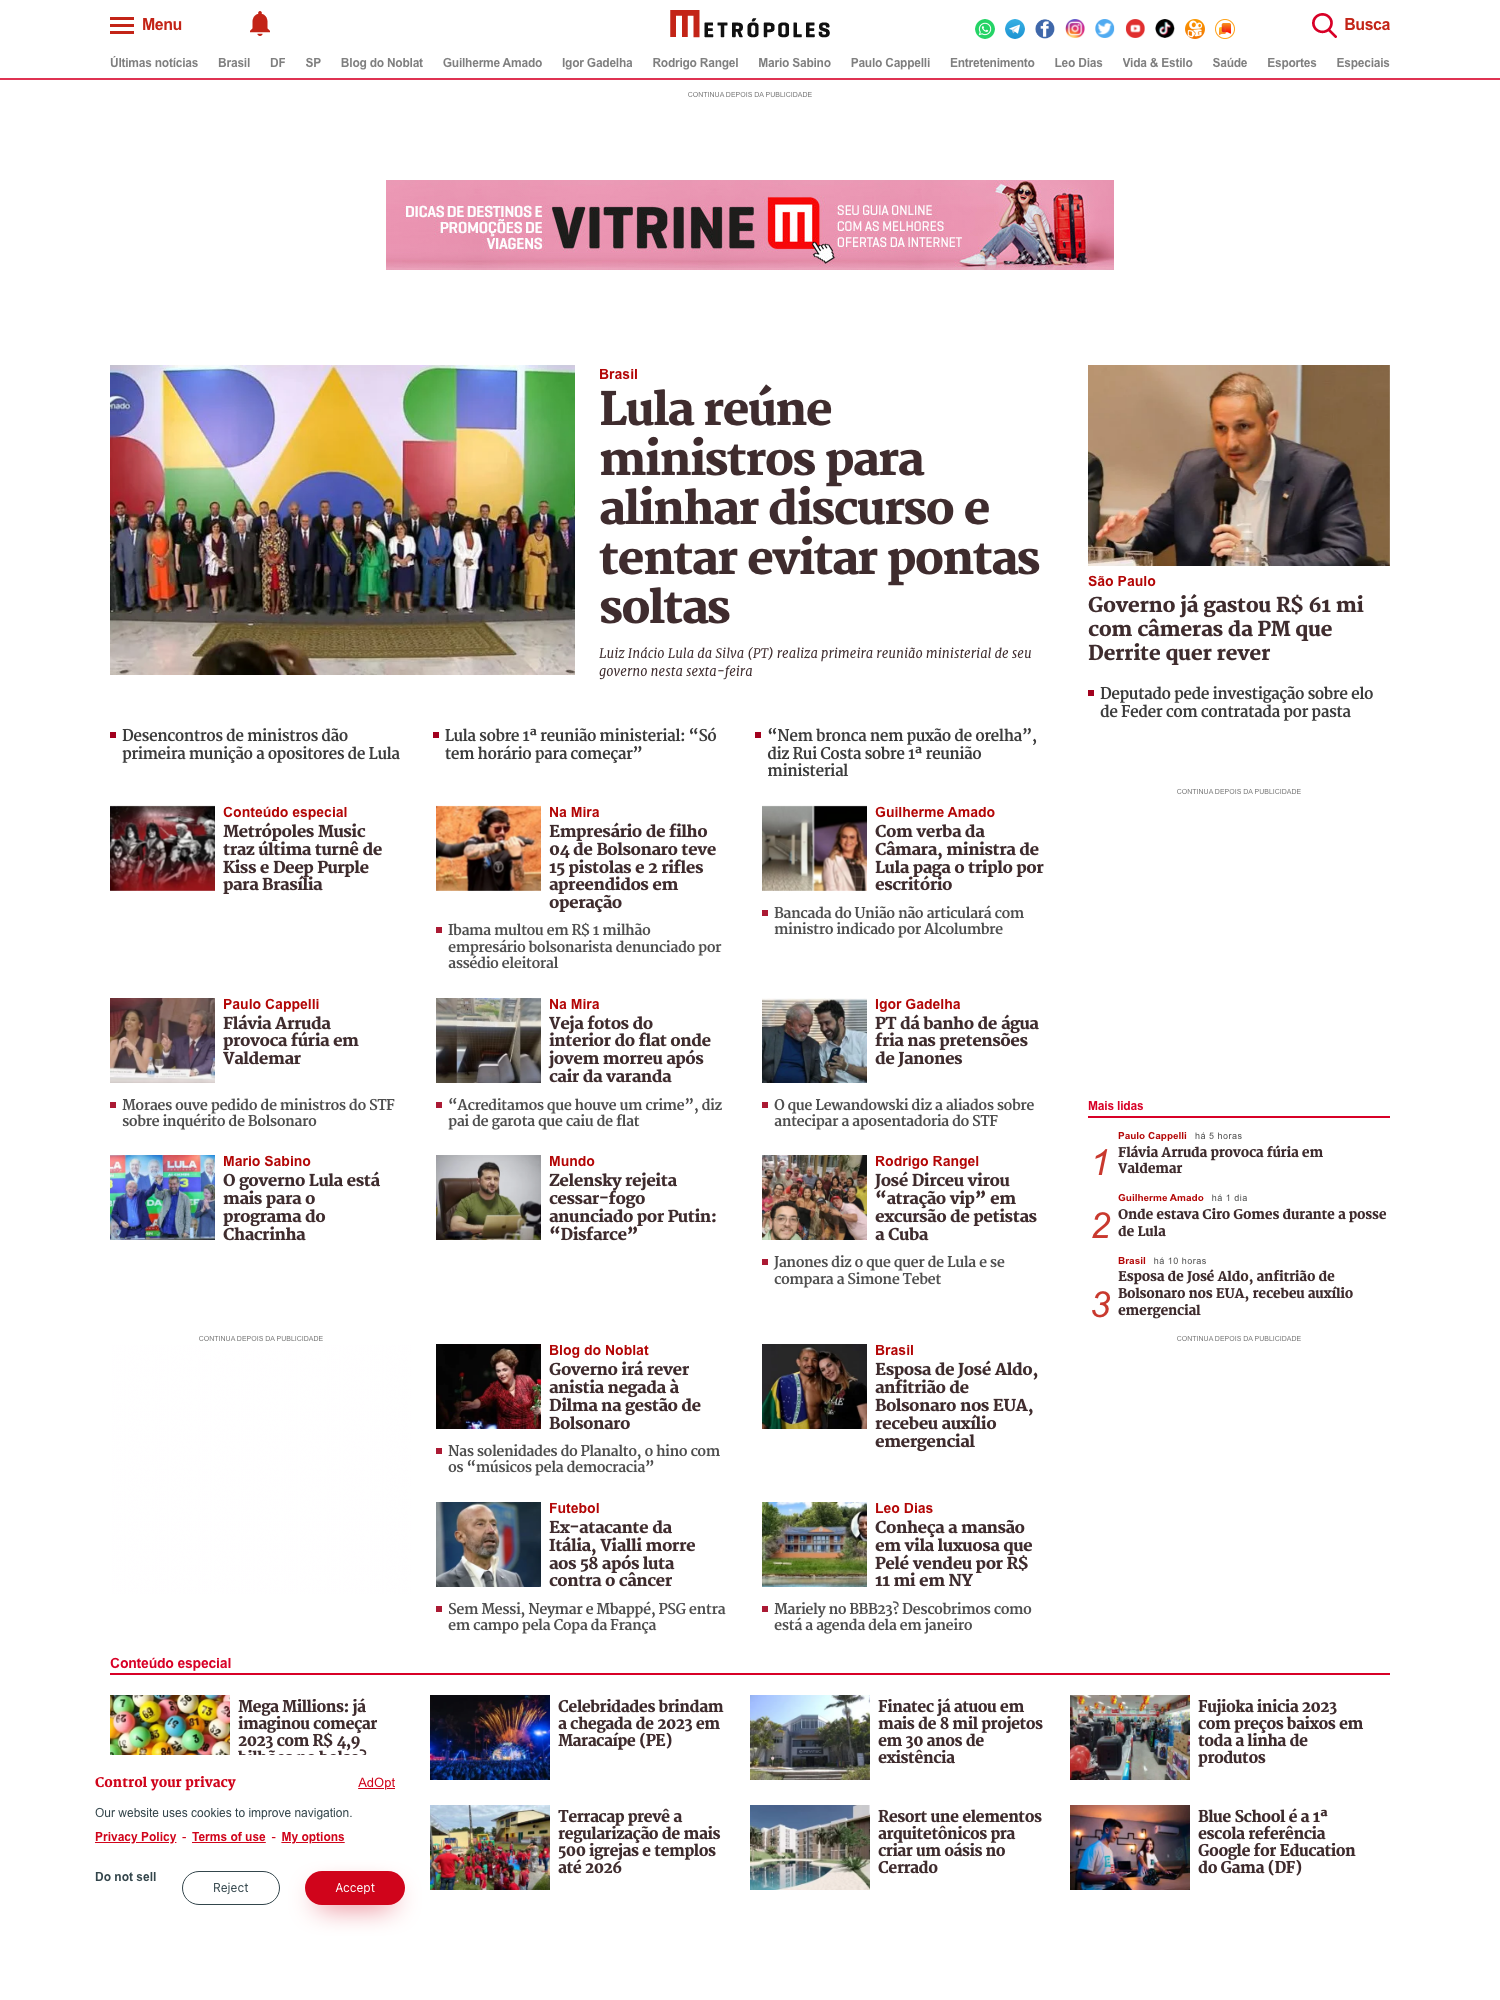 Menu
METRÓPOLES
Busca
Últimas notícias Brasil DF SP Blog do Noblat Guilherme Amado Igor Gadelha Rodrigo Rangel Mario Sabino Paulo Cappelli Entretenimento Leo Dias Vida & Estilo Saúde Esportes Especiais
CONTINUA DEPOIS DA PUBLICIDADE
DICAS DE DESTINOS E
PROMOÇÕES DE
VIAGENS
VITRINE M
SEU GUIA ONLINE
COM AS MELHORES
OFERTAS DA INTERNET
Brasil
Lula reúne
ministros para
alinhar discurso e
tentar evitar pontas
soltas
Luiz Inácio Lula da Silva (PT) realiza primeira reunião ministerial de seu
governo nesta sexta-feira
São Paulo
Governo já gastou R$ 61 mi
com câmeras da PM que
Derrite quer rever
Deputado pede investigação sobre elo
de Feder com contratada por pasta
Desencontros de ministros dão
primeira munição a opositores de Lula
Lula sobre 1ª reunião ministerial: “Só
tem horário para começar”
“Nem bronca nem puxão de orelha”,
diz Rui Costa sobre 1ª reunião
ministerial
CONTINUA DEPOIS DA PUBLICIDADE
Conteúdo especial
Metrópoles Music
traz última turnê de
Kiss e Deep Purple
para Brasília
Na Mira
Empresário de filho
04 de Bolsonaro teve
15 pistolas e 2 rifles
apreendidos em
operação
Ibama multou em R$ 1 milhão
empresário bolsonarista denunciado por
assédio eleitoral
Guilherme Amado
Com verba da
Câmara, ministra de
Lula paga o triplo por
escritório
Bancada do União não articulará com
ministro indicado por Alcolumbre
Paulo Cappelli
Flávia Arruda
provoca fúria em
Valdemar
Moraes ouve pedido de ministros do STF
sobre inquérito de Bolsonaro
Na Mira
Veja fotos do
interior do flat onde
jovem morreu após
cair da varanda
“Acreditamos que houve um crime”, diz
pai de garota que caiu de flat
Igor Gadelha
PT dá banho de água
fria nas pretensões
de Janones
O que Lewandowski diz a aliados sobre
antecipar a aposentadoria do STF
Mais lidas
1
Paulo Cappelli há 5 horas
Flávia Arruda provoca fúria em
Valdemar
2
Guilherme Amado há 1 dia
Onde estava Ciro Gomes durante a posse
de Lula
3
Brasil há 10 horas
Esposa de José Aldo, anfitrião de
Bolsonaro nos EUA, recebeu auxílio
emergencial
CONTINUA DEPOIS DA PUBLICIDADE
LULA
Mario Sabino
O governo Lula está
mais para o
programa do
Chacrinha
Mundo
Zelensky rejeita
cessar-fogo
anunciado por Putin:
“Disfarce”
Rodrigo Rangel
José Dirceu virou
“atração vip” em
excursão de petistas
a Cuba
Janones diz o que quer de Lula e se
compara a Simone Tebet
CONTINUA DEPOIS DA PUBLICIDADE
Blog do Noblat
Governo irá rever
anistia negada à
Dilma na gestão de
Bolsonaro
Nas solenidades do Planalto, o hino com
os “músicos pela democracia”
Brasil
Esposa de José Aldo,
anfitrião de
Bolsonaro nos EUA,
recebeu auxílio
emergencial
Futebol
Ex-atacante da
Itália, Vialli morre
aos 58 após luta
contra o câncer
Sem Messi, Neymar e Mbappé, PSG entra
em campo pela Copa da França
Leo Dias
Conheça a mansão
em vila luxuosa que
Pelé vendeu por R$
11 mi em NY
Mariely no BBB23? Descobrimos como
está a agenda dela em janeiro
Conteúdo especial
Mega Millions: já
imaginou começar
2023 com R$ 4,9
bilhões no bolso?
Celebridades brindam
a chegada de 2023 em
Maracaípe (PE)
Finatec já atuou em
mais de 8 mil projetos
em 30 anos de
existência
Fujioka inicia 2023
com preços baixos em
toda a linha de
produtos
Terracap prevê a
regularização de mais
500 igrejas e templos
até 2026
Resort une elementos
arquitetônicos pra
criar um oásis no
Cerrado
Blue School é a 1ª
escola referência
Google for Education
do Gama (DF)
Control your privacy
AdOpt
Our website uses cookies to improve navigation.
Privacy Policy - Terms of use - My options
Do not sell
Reject
Accept